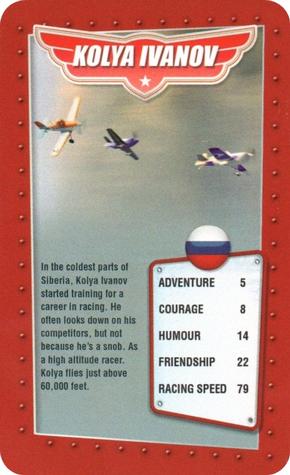 KOLYA IVANOV
In the coldest parts of
Siberia, Kolya Ivanov
started training for a
career in racing. He
often looks down on his
competitors, but not
because he's a snob. As
a high altitude racer.
Kolya flies just above
60,000 feet.
ADVENTURE 5
COURAGE 8
HUMOUR 14
FRIENDSHIP 22
RACING SPEED 79